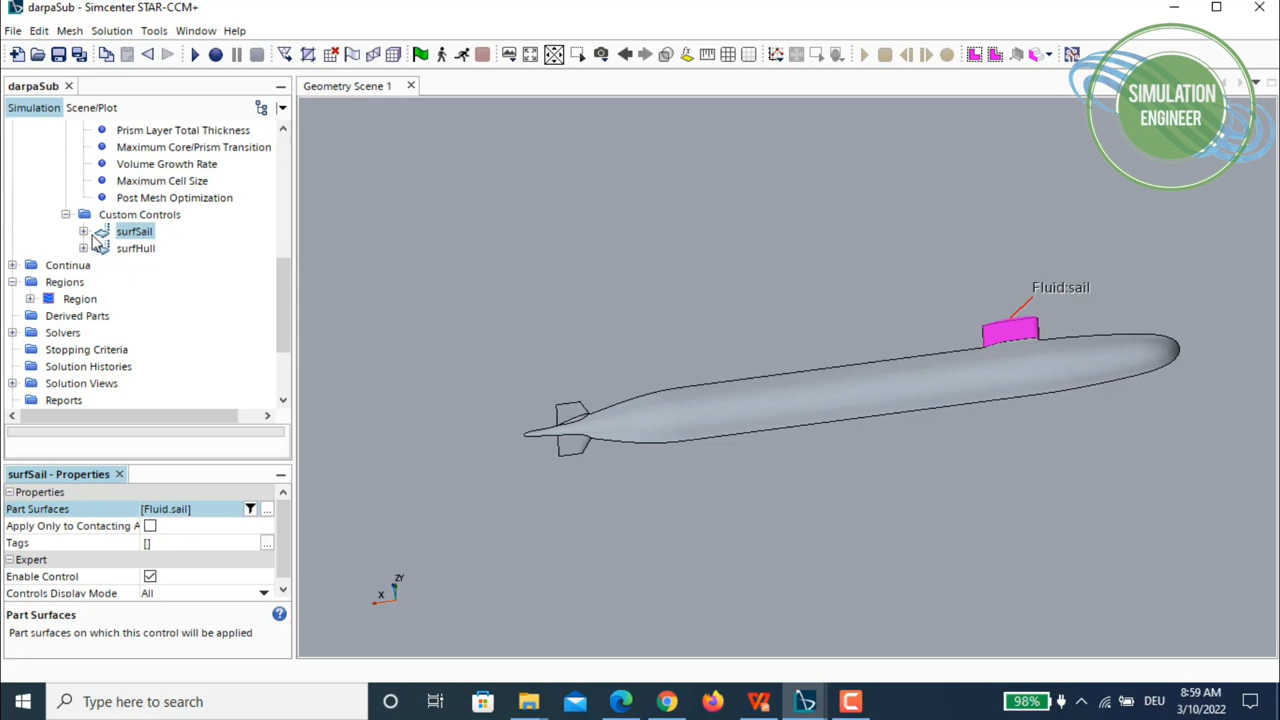 darpaSub - Simcenter STAR-CCM+
File Edit Mesh Solution Tools Window Help
darpaSub
Geometry Scene 1
Simulation Scene/Plot
SIMULATION
ENGINEER
Prism Layer Total Thickness
Maximum Core/Prism Transition
Volume Growth Rate
Maximum Cell Size
Post Mesh Optimization
Custom Controls
surfSail
surfHull
Continua
Regions
Region
Derived Parts
Solvers
Stopping Criteria
Solution Histories
Solution Views
Reports
Fluid:sail
surfSail - Properties
Properties
Part Surfaces [Fluid.sail]
Apply Only to Contacting A
Tags []
Expert
Enable Control
Controls Display Mode All
Part Surfaces
Part surfaces on which this control will be applied
X ZY
Type here to search
98%
DEU
8:59 AM
3/10/2022